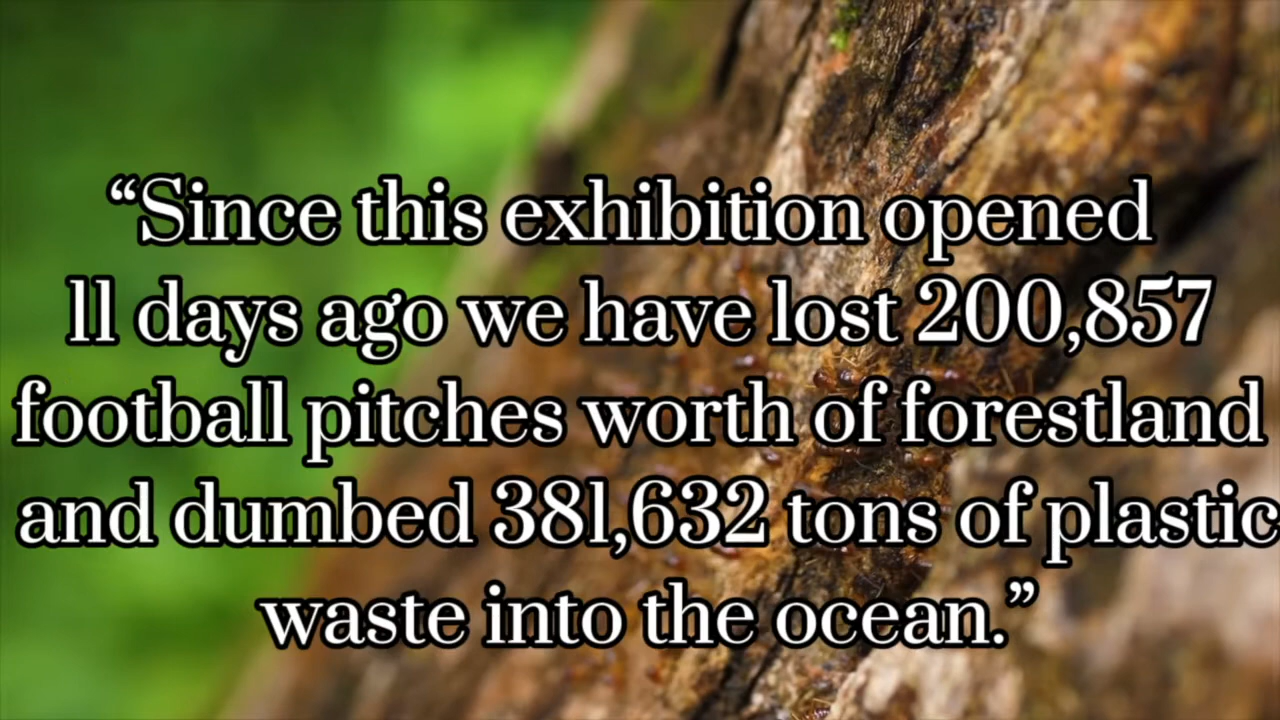 “Since this exhibition opened
11 days ago we have lost 200,857
football pitches worth of forestland
and dumbed 381,632 tons of plastic
waste into the ocean.”